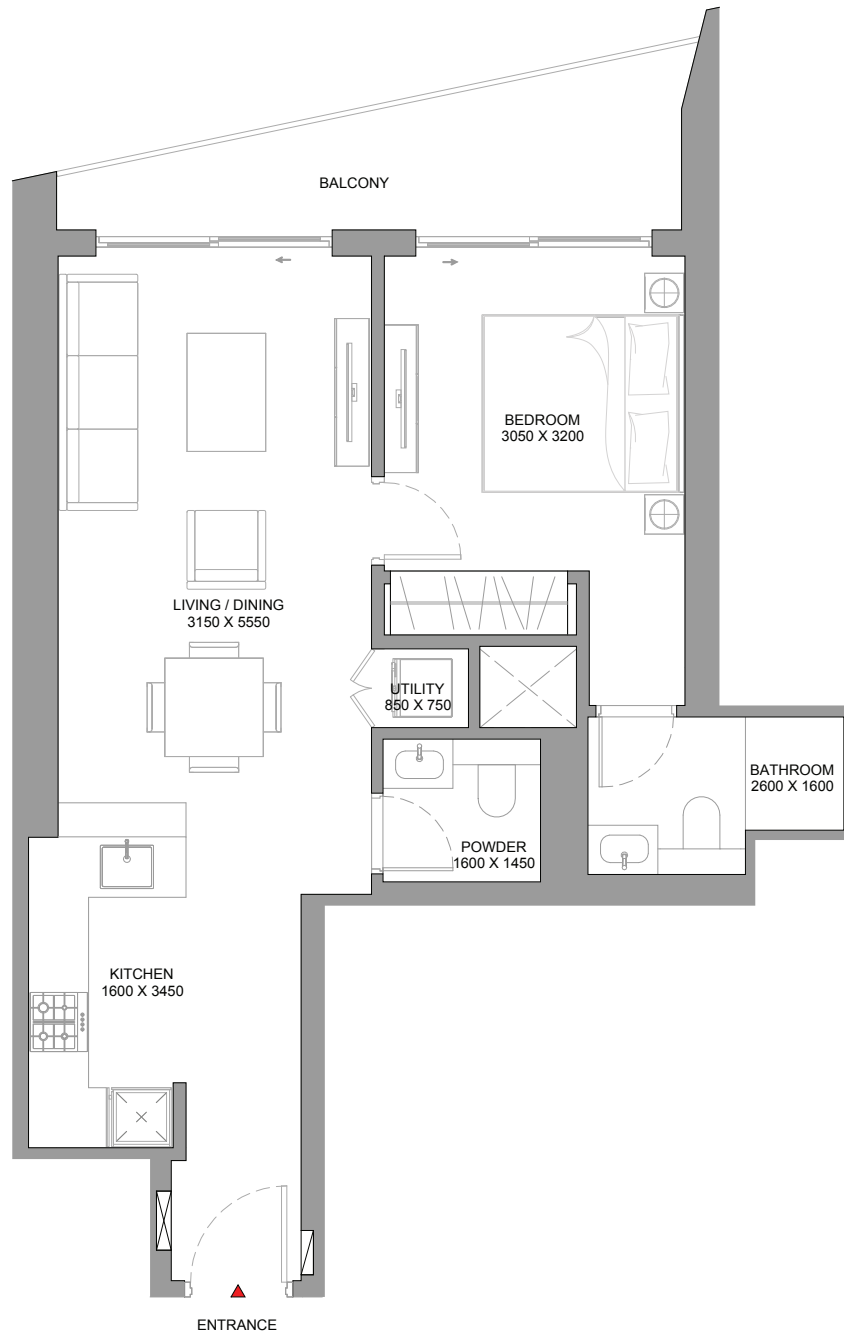 BALCONY
BEDROOM
3050 X 3200
LIVING / DINING
3150 X 5550
UTILITY
850 X 750
BATHROOM
2600 X 1600
POWDER
1600 X 1450
KITCHEN
1600 X 3450
ENTRANCE